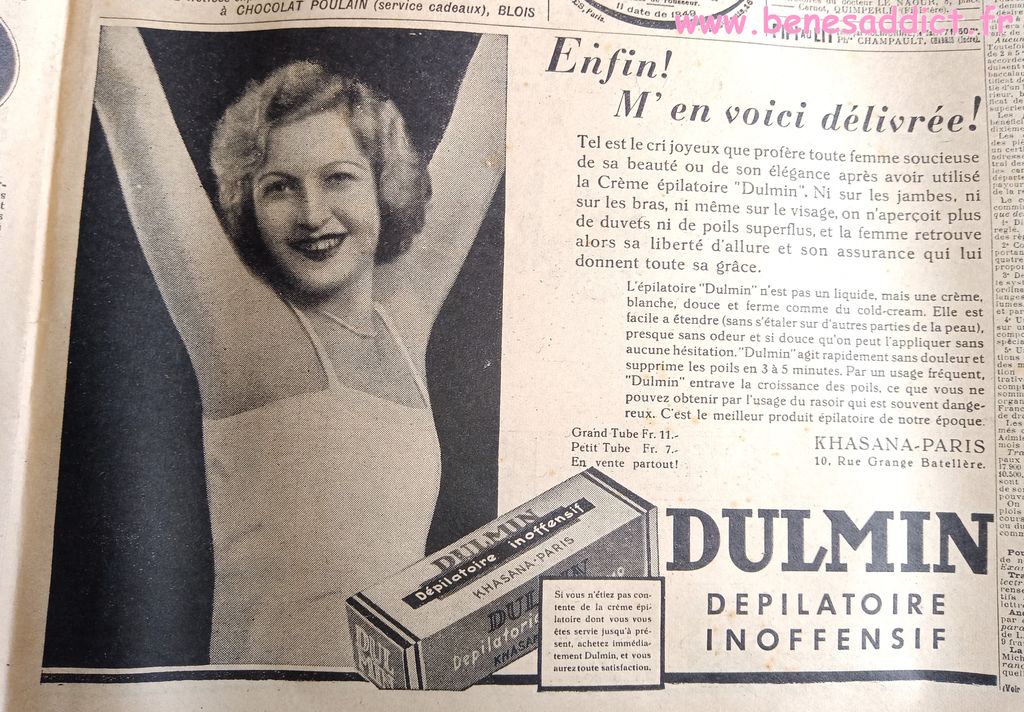 à CHOCOLAT POULAIN (service cadeaux), BLOIS
11 date de 1849
www.benesaddict.fr
Enfin!
M'en voici délivrée!
Tel est le cri joyeux que profère toute femme soucieuse
de sa beauté ou de son élégance après avoir utilisé
la Crème épilatoire "Dulmin". Ni sur les jambes, ni
sur les bras, ni même sur le visage, on n'aperçoit plus
de duvets ni de poils superflus, et la femme retrouve
alors sa liberté d'allure et son assurance qui lui
donnent toute sa grâce.
L'épilatoire "Dulmin" n'est pas un liquide, mais une crème,
blanche, douce et ferme comme du cold-cream. Elle est
facile a étendre (sans s'étaler sur d'autres parties de la peau),
presque sans odeur et si douce qu'on peut l'appliquer sans
aucune hésitation. "Dulmin" agit rapidement sans douleur et
supprime les poils en 3 à 5 minutes. Par un usage fréquent,
"Dulmin" entrave la croissance des poils, ce que vous ne
pouvez obtenir par l'usage du rasoir qui est souvent dange-
reux. C'est le meilleur produit épilatoire de notre époque.
Grand Tube Fr. 11.-
Petit Tube Fr. 7.-
En vente partout!
KHASANA-PARIS
10, Rue Grange Batellère.
DULMIN
Dépilatoire inoffensif
KHASANA-PARIS
DUL
MIN
Si vous n'étiez pas con-
tente de la crème épi-
latoire dont vous vous
êtes servie jusqu'à pré-
sent, achetez immédia-
tement Dulmin, et vous
aurez toute satisfaction.
DULMIN
DEPILATOIRE
INOFFENSIF